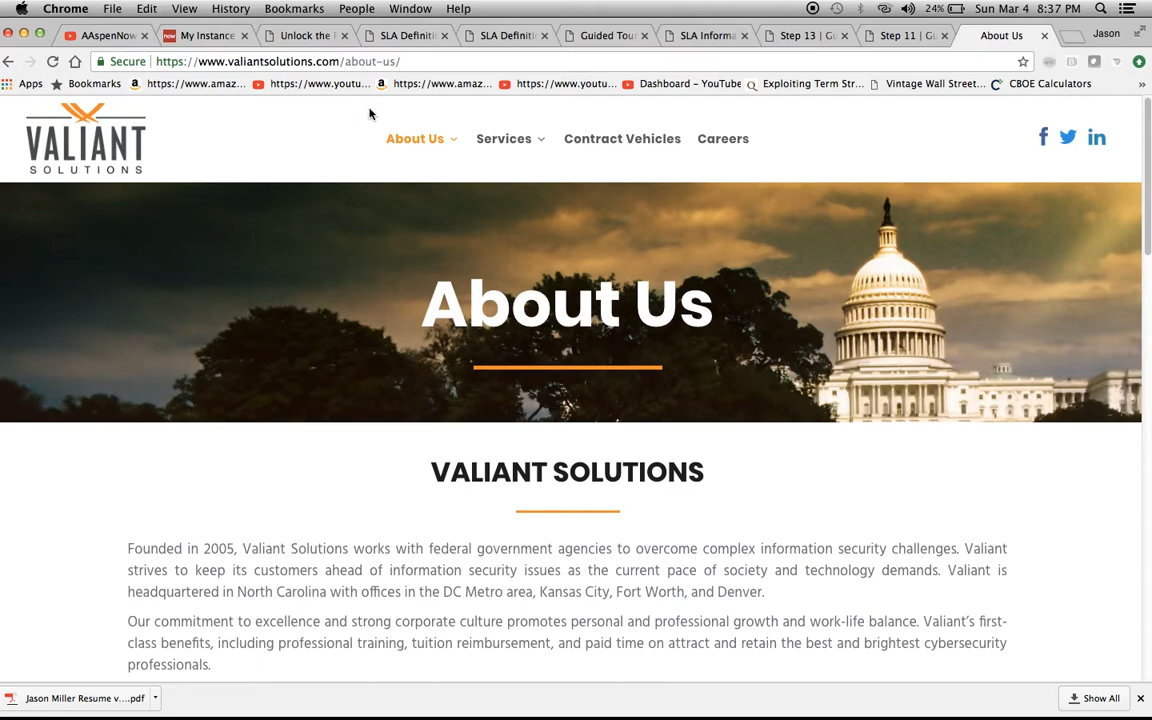 Chrome File Edit View History Bookmarks People Window Help 24% Sun Mar 4 8:37 PM
AAspenNow My Instance Unlock the F SLA Definiti SLA Definiti Guided Tour SLA Informa Step 13 | Gu Step 11 | Gu About Us Jason
Secure https://www.valiantsolutions.com/about-us/
Apps Bookmarks https://www.amaz... https://www.youtu... https://www.amaz... https://www.youtu... Dashboard – YouTube Exploiting Term Str... Vintage Wall Street... CBOE Calculators »
VALIANT
SOLUTIONS
About Us Services Contract Vehicles Careers
About Us
VALIANT SOLUTIONS
Founded in 2005, Valiant Solutions works with federal government agencies to overcome complex information security challenges. Valiant
strives to keep its customers ahead of information security issues as the current pace of society and technology demands. Valiant is
headquartered in North Carolina with offices in the DC Metro area, Kansas City, Fort Worth, and Denver.
Our commitment to excellence and strong corporate culture promotes personal and professional growth and work-life balance. Valiant's first-
class benefits, including professional training, tuition reimbursement, and paid time on attract and retain the best and brightest cybersecurity
professionals.
Jason Miller Resume v....pdf Show All